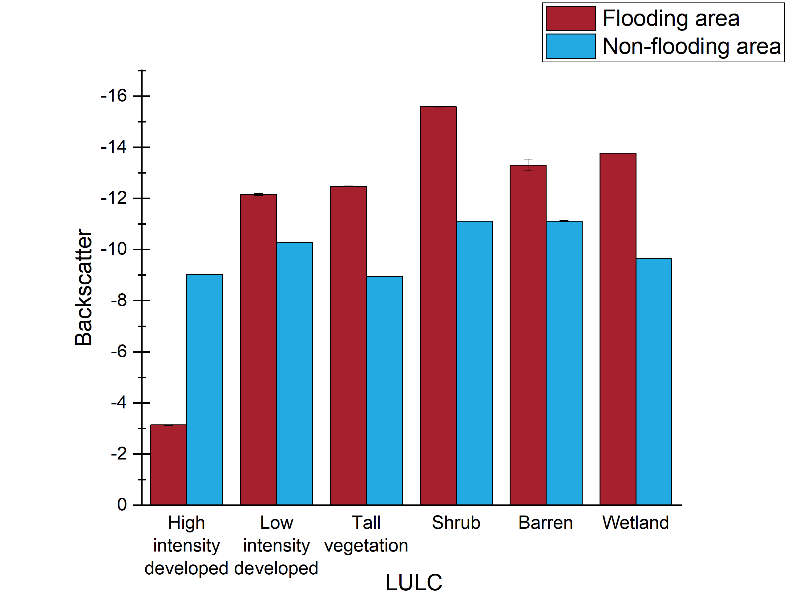 Flooding area
Non-flooding area
-16
-14
-12
-10
-8
-6
-4
-2
0
Backscatter
High
intensity
developed
Low
intensity
developed
Tall
vegetation
Shrub
Barren
Wetland
LULC